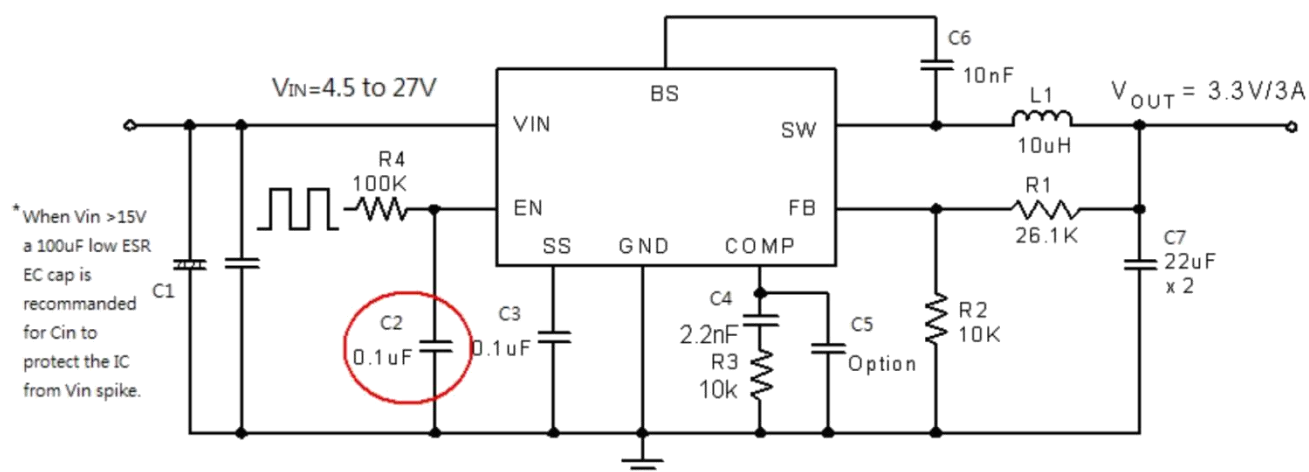 VIN=4.5 to 27V
BS
C6
10nF
VIN
SW
L1
10uH
VOUT = 3.3V/3A
R4
100K
EN
FB
R1
26.1K
SS
GND
COMP
*When Vin >15V
a 100uF low ESR
EC cap is
recommanded
for Cin to
protect the IC
from Vin spike.
C1
C2
0.1uF
C3
0.1uF
C4
2.2nF
R3
10k
C5
Option
R2
10K
C7
22uF
x 2